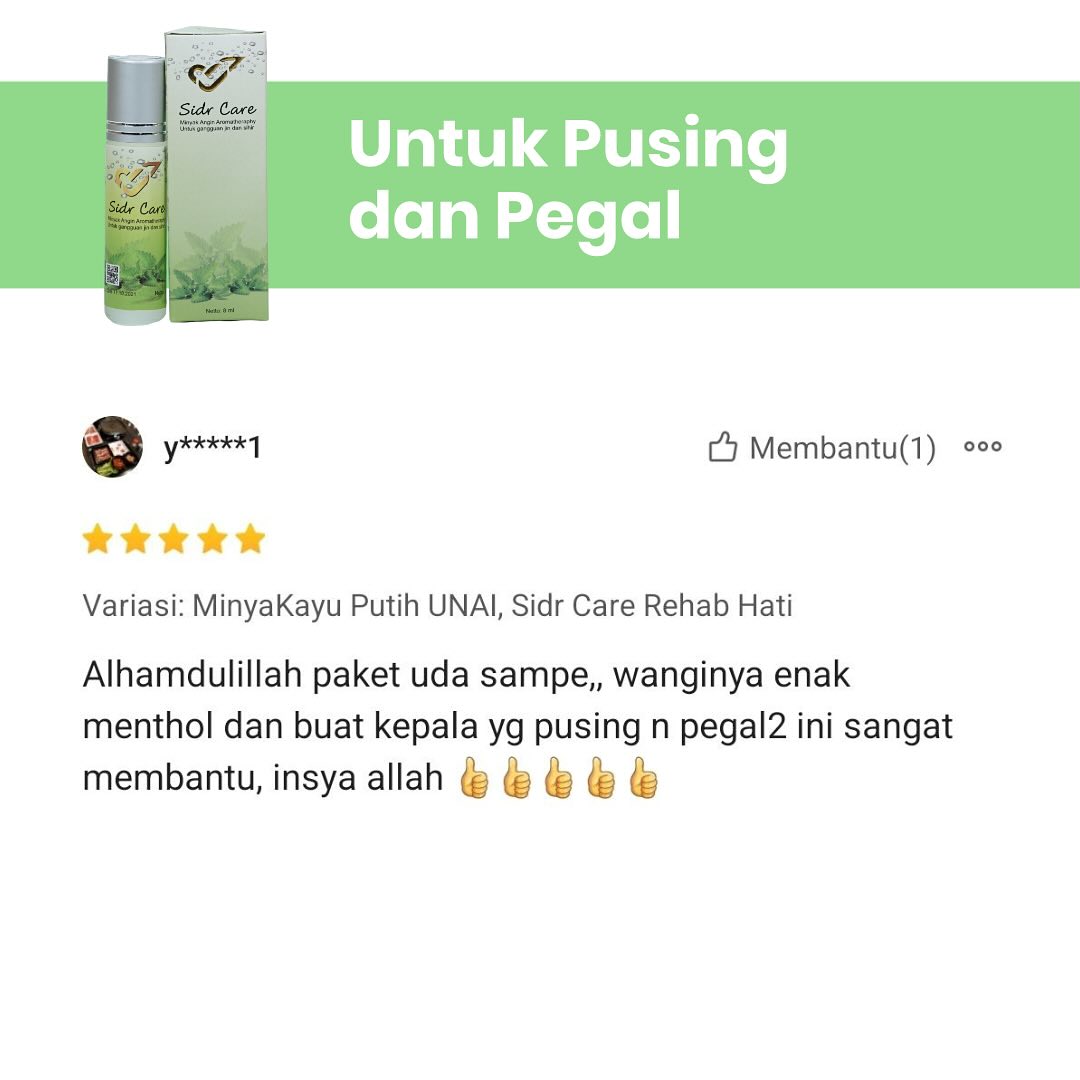 Sidr Care
Minyak Angin Aromatheraphy
Untuk gangguan jin dan sihir
Sidr Care
Minyak Angin Aromatherapy
Untuk gangguan jin dan sihir
Netto: 8 ml
Untuk Pusing
dan Pegal
y*****1
Membantu(1)
Variasi: MinyaKayu Putih UNAI, Sidr Care Rehab Hati
Alhamdulillah paket uda sampe,, wanginya enak
menthol dan buat kepala yg pusing n pegal2 ini sangat
membantu, insya allah 👍👍👍👍👍